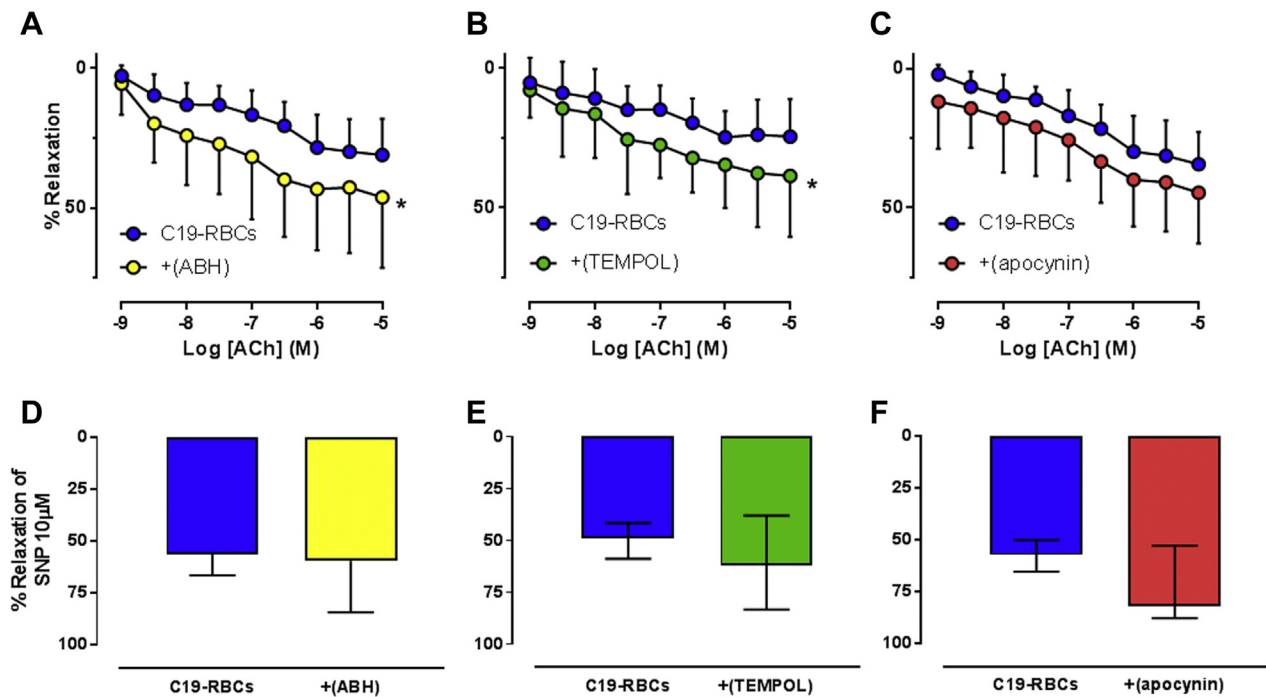 A
B
C
% Relaxation
0
50
C19-RBCs
+(ABH)
-9
-8
-7
-6
-5
Log [ACh] (M)
*
0
50
C19-RBCs
+(TEMPOL)
-9
-8
-7
-6
-5
Log [ACh] (M)
*
0
50
C19-RBCs
+(apocynin)
-9
-8
-7
-6
-5
Log [ACh] (M)
D
E
F
% Relaxation of
SNP 10µM
0
25
50
75
100
C19-RBCs +(ABH)
0
25
50
75
100
C19-RBCs +(TEMPOL)
0
25
50
75
100
C19-RBCs +(apocynin)